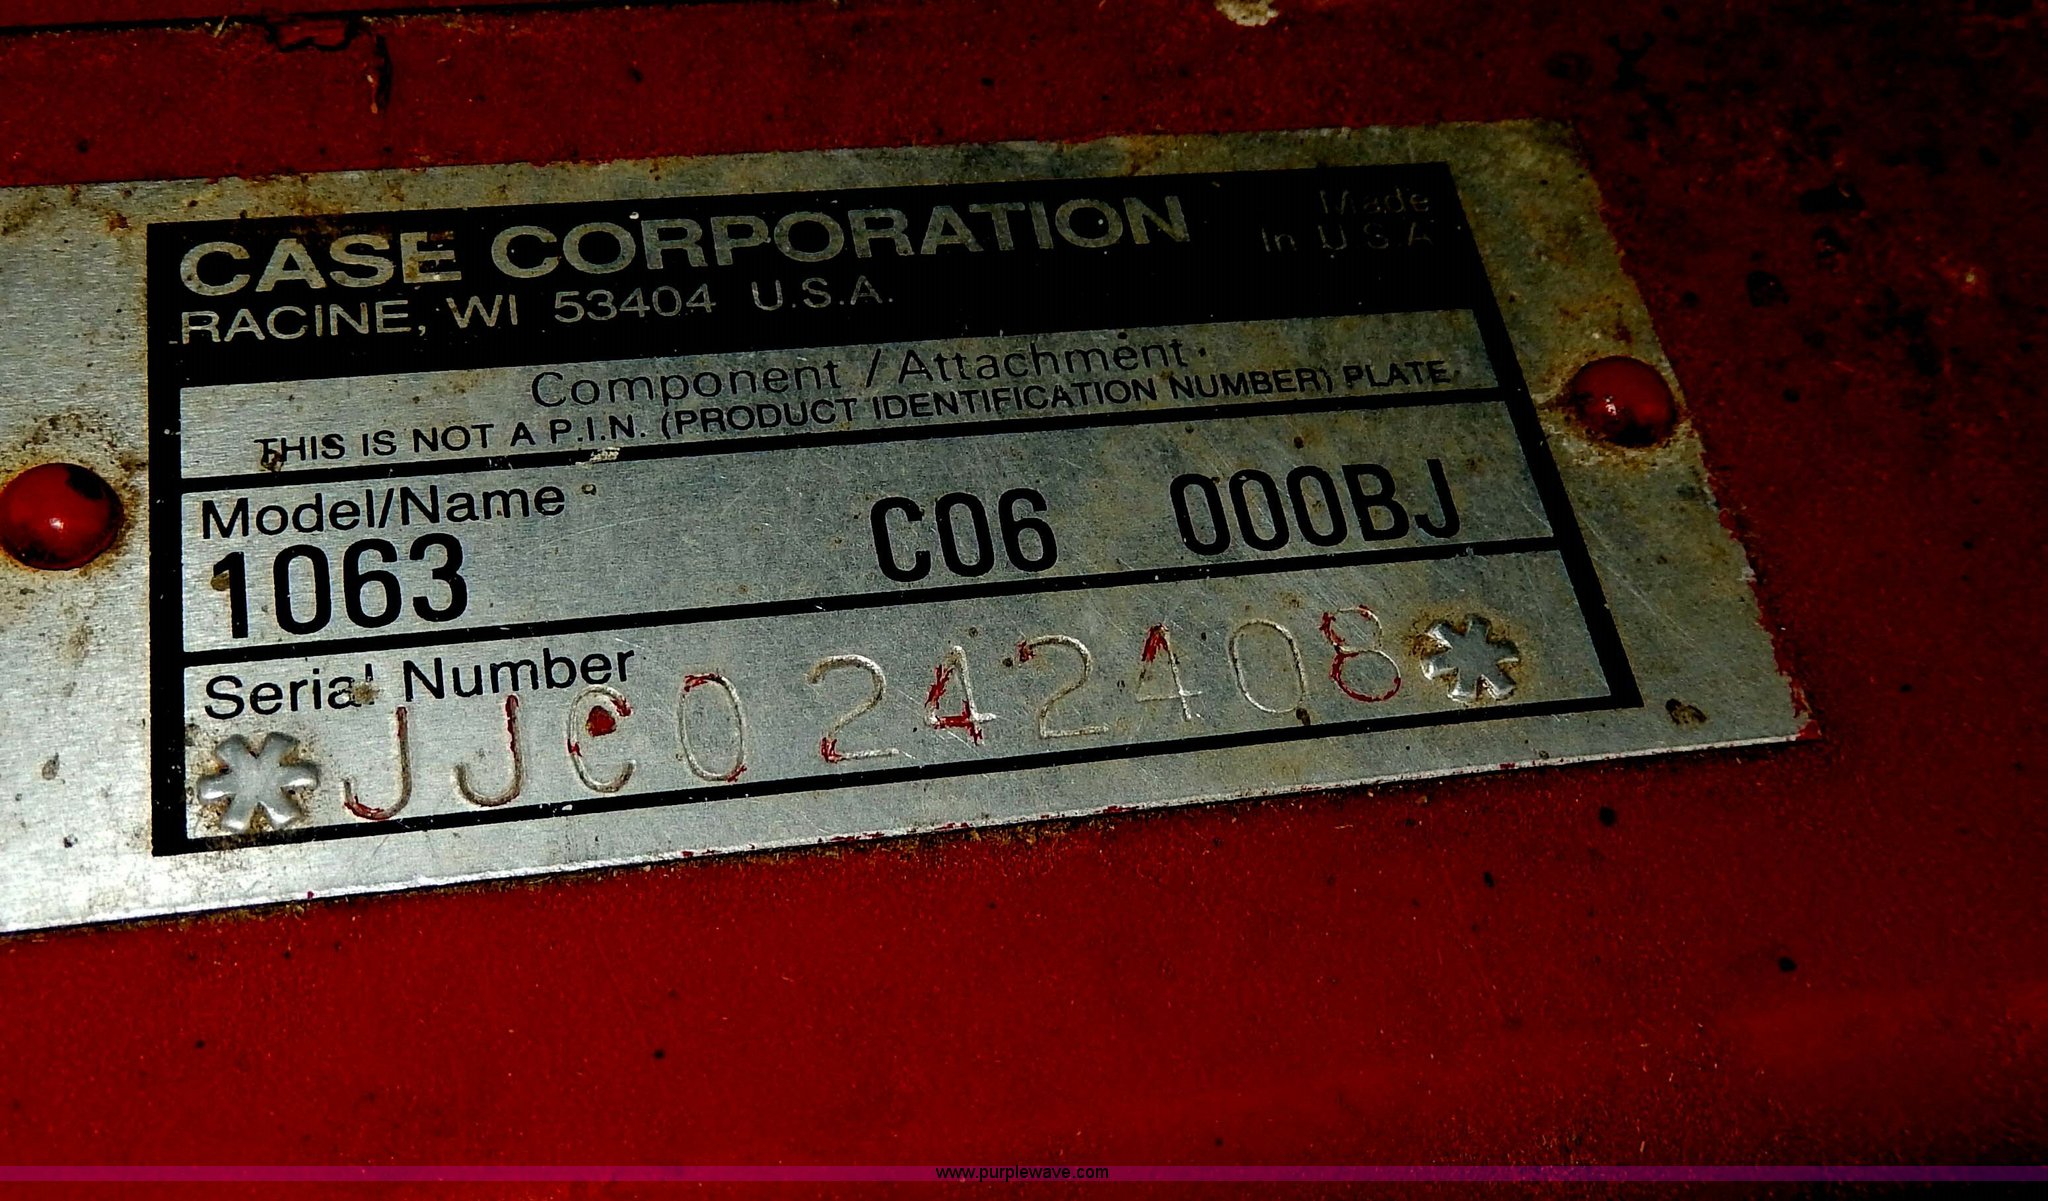 CASE CORPORATION
Made
In U.S.A
RACINE, WI 53404 U.S.A.
Component / Attachment
THIS IS NOT A P.I.N. (PRODUCT IDENTIFICATION NUMBER) PLATE
Model/Name
1063 C06 000BJ
Serial Number
*JJC0242408*
www.purplewave.com